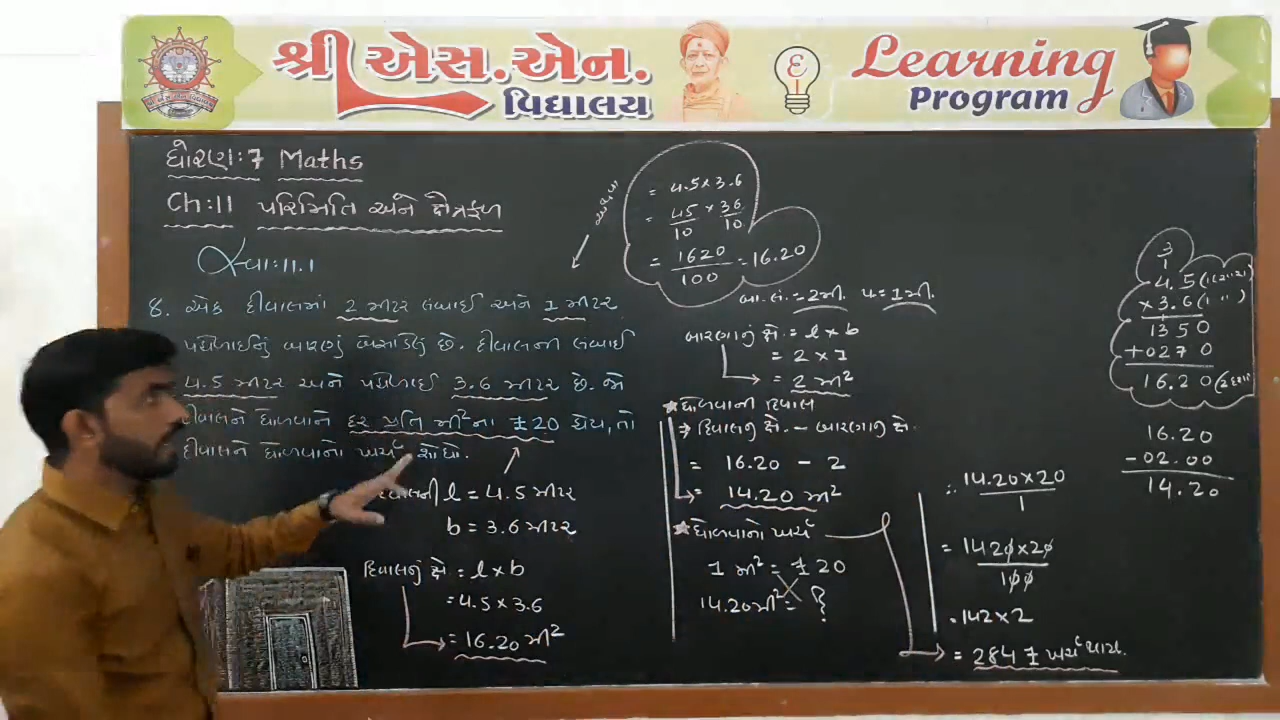 શ્રી એસ.એન.
વિદ્યાલય
Learning
Program
ધોરણ:7 Maths
Ch:11 પરિમિતિ અને ક્ષેત્રફળ
સ્વા:11.1
8. એક દીવાલમાં 2 મીટર લંબાઈ અને 1 મીટર
પહોળાઈનું બારણું બેસાડેલું છે. દીવાલની લંબાઈ
4.5 મીટર અને પહોળાઈ 3.6 મીટર છે. જો
દીવાલને ધોળવાનો દર પ્રતિ મી²ના ₹20 હોય, તો
દીવાલને ધોળવાનો ખર્ચ શોધો.
દિવાલની l = 4.5 મીટર
b = 3.6 મીટર
દિવાલનું ક્ષે. = l × b
= 4.5 × 3.6
= 16.20 મી²
= 4.5 × 3.6
= 45/10 × 36/10
= 1620/100 = 16.20
બા.લં. = 2મી. પ = 1મી.
બારણાનું ક્ષે. = l × b
= 2 × 1
= 2 મી²
★ ધોળવાની દિવાલ
⇒ દિવાલનું ક્ષે. - બારણાનું ક્ષે.
= 16.20 - 2
= 14.20 મી²
★ ધોળવાનો ખર્ચ
1 મી² = ₹20
14.20મી² = ?
∴ 14.20×20/1
= 1420×20/100
= 142×2
= 284 ₹ ખર્ચ થાય.
3
1
4.5
× 3.6
1350
+0270
16.20
16.20
- 02.00
14.20